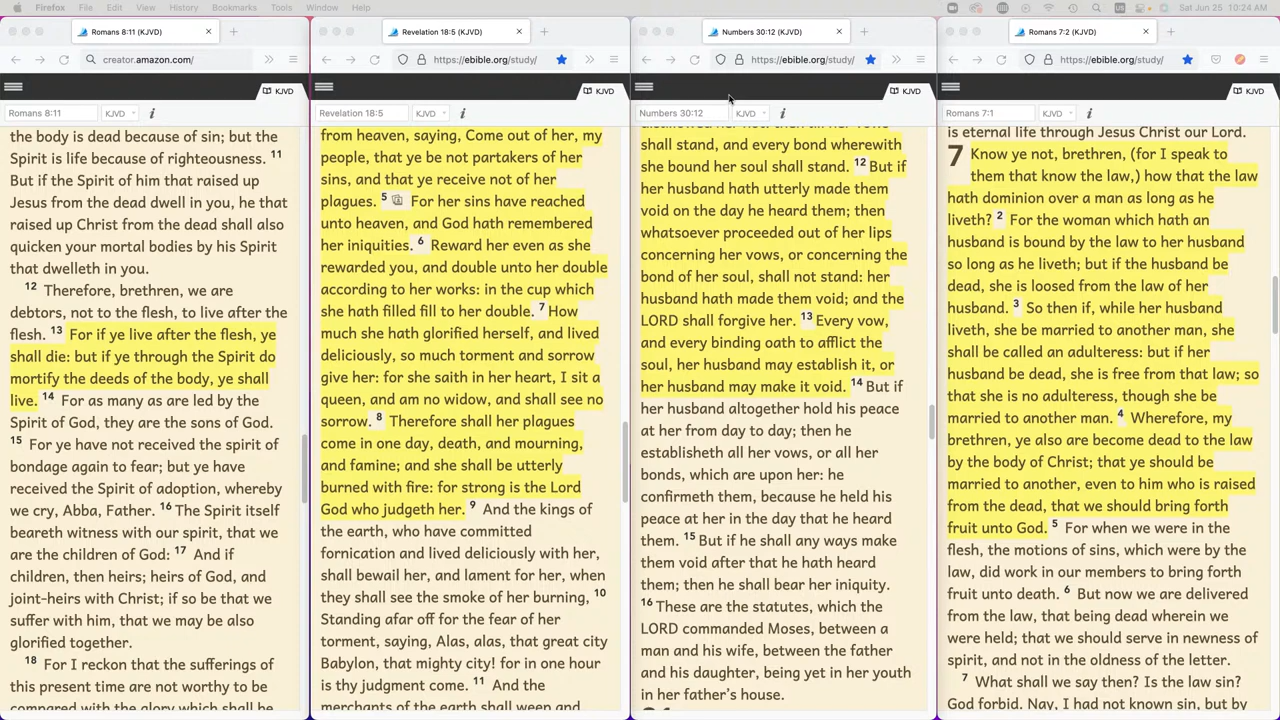 Firefox File Edit View History Bookmarks Tools Window Help Sat Jun 25 10:24 AM
Romans 8:11 (KJVD)
creator.amazon.com/
KJVD
Romans 8:11 KJVD i
the body is dead because of sin; but the
Spirit is life because of righteousness. 11
But if the Spirit of him that raised up
Jesus from the dead dwell in you, he that
raised up Christ from the dead shall also
quicken your mortal bodies by his Spirit
that dwelleth in you.
12 Therefore, brethren, we are
debtors, not to the flesh, to live after the
flesh. 13 For if ye live after the flesh, ye
shall die: but if ye through the Spirit do
mortify the deeds of the body, ye shall
live. 14 For as many as are led by the
Spirit of God, they are the sons of God.
15 For ye have not received the spirit of
bondage again to fear; but ye have
received the Spirit of adoption, whereby
we cry, Abba, Father. 16 The Spirit itself
beareth witness with our spirit, that we
are the children of God: 17 And if
children, then heirs; heirs of God, and
joint-heirs with Christ; if so be that we
suffer with him, that we may be also
glorified together.
18 For I reckon that the sufferings of
this present time are not worthy to be
compared with the glory which shall be
Revelation 18:5 (KJVD)
https://ebible.org/study/
KJVD
Revelation 18:5 KJVD i
from heaven, saying, Come out of her, my
people, that ye be not partakers of her
sins, and that ye receive not of her
plagues. 5 For her sins have reached
unto heaven, and God hath remembered
her iniquities. 6 Reward her even as she
rewarded you, and double unto her double
according to her works: in the cup which
she hath filled fill to her double. 7 How
much she hath glorified herself, and lived
deliciously, so much torment and sorrow
give her: for she saith in her heart, I sit a
queen, and am no widow, and shall see no
sorrow. 8 Therefore shall her plagues
come in one day, death, and mourning,
and famine; and she shall be utterly
burned with fire: for strong is the Lord
God who judgeth her. 9 And the kings of
the earth, who have committed
fornication and lived deliciously with her,
shall bewail her, and lament for her, when
they shall see the smoke of her burning, 10
Standing afar off for the fear of her
torment, saying, Alas, alas, that great city
Babylon, that mighty city! for in one hour
is thy judgment come. 11 And the
merchants of the earth shall weep and
Numbers 30:12 (KJVD)
https://ebible.org/study/
KJVD
Numbers 30:12 KJVD i
shall stand, and every bond wherewith
she bound her soul shall stand. 12 But if
her husband hath utterly made them
void on the day he heard them; then
whatsoever proceeded out of her lips
concerning her vows, or concerning the
bond of her soul, shall not stand: her
husband hath made them void; and the
LORD shall forgive her. 13 Every vow,
and every binding oath to afflict the
soul, her husband may establish it, or
her husband may make it void. 14 But if
her husband altogether hold his peace
at her from day to day; then he
establisheth all her vows, or all her
bonds, which are upon her: he
confirmeth them, because he held his
peace at her in the day that he heard
them. 15 But if he shall any ways make
them void after that he hath heard
them; then he shall bear her iniquity.
16 These are the statutes, which the
LORD commanded Moses, between a
man and his wife, between the father
and his daughter, being yet in her youth
in her father's house.
Romans 7:2 (KJVD)
https://ebible.org/study/
KJVD
Romans 7:1 KJVD i
is eternal life through Jesus Christ our Lord.
7 Know ye not, brethren, (for I speak to
them that know the law,) how that the law
hath dominion over a man as long as he
liveth? 2 For the woman which hath an
husband is bound by the law to her husband
so long as he liveth; but if the husband be
dead, she is loosed from the law of her
husband. 3 So then if, while her husband
liveth, she be married to another man, she
shall be called an adulteress: but if her
husband be dead, she is free from that law; so
that she is no adulteress, though she be
married to another man. 4 Wherefore, my
brethren, ye also are become dead to the law
by the body of Christ; that ye should be
married to another, even to him who is raised
from the dead, that we should bring forth
fruit unto God. 5 For when we were in the
flesh, the motions of sins, which were by the
law, did work in our members to bring forth
fruit unto death. 6 But now we are delivered
from the law, that being dead wherein we
were held; that we should serve in newness of
spirit, and not in the oldness of the letter.
7 What shall we say then? Is the law sin?
God forbid. Nay, I had not known sin, but by